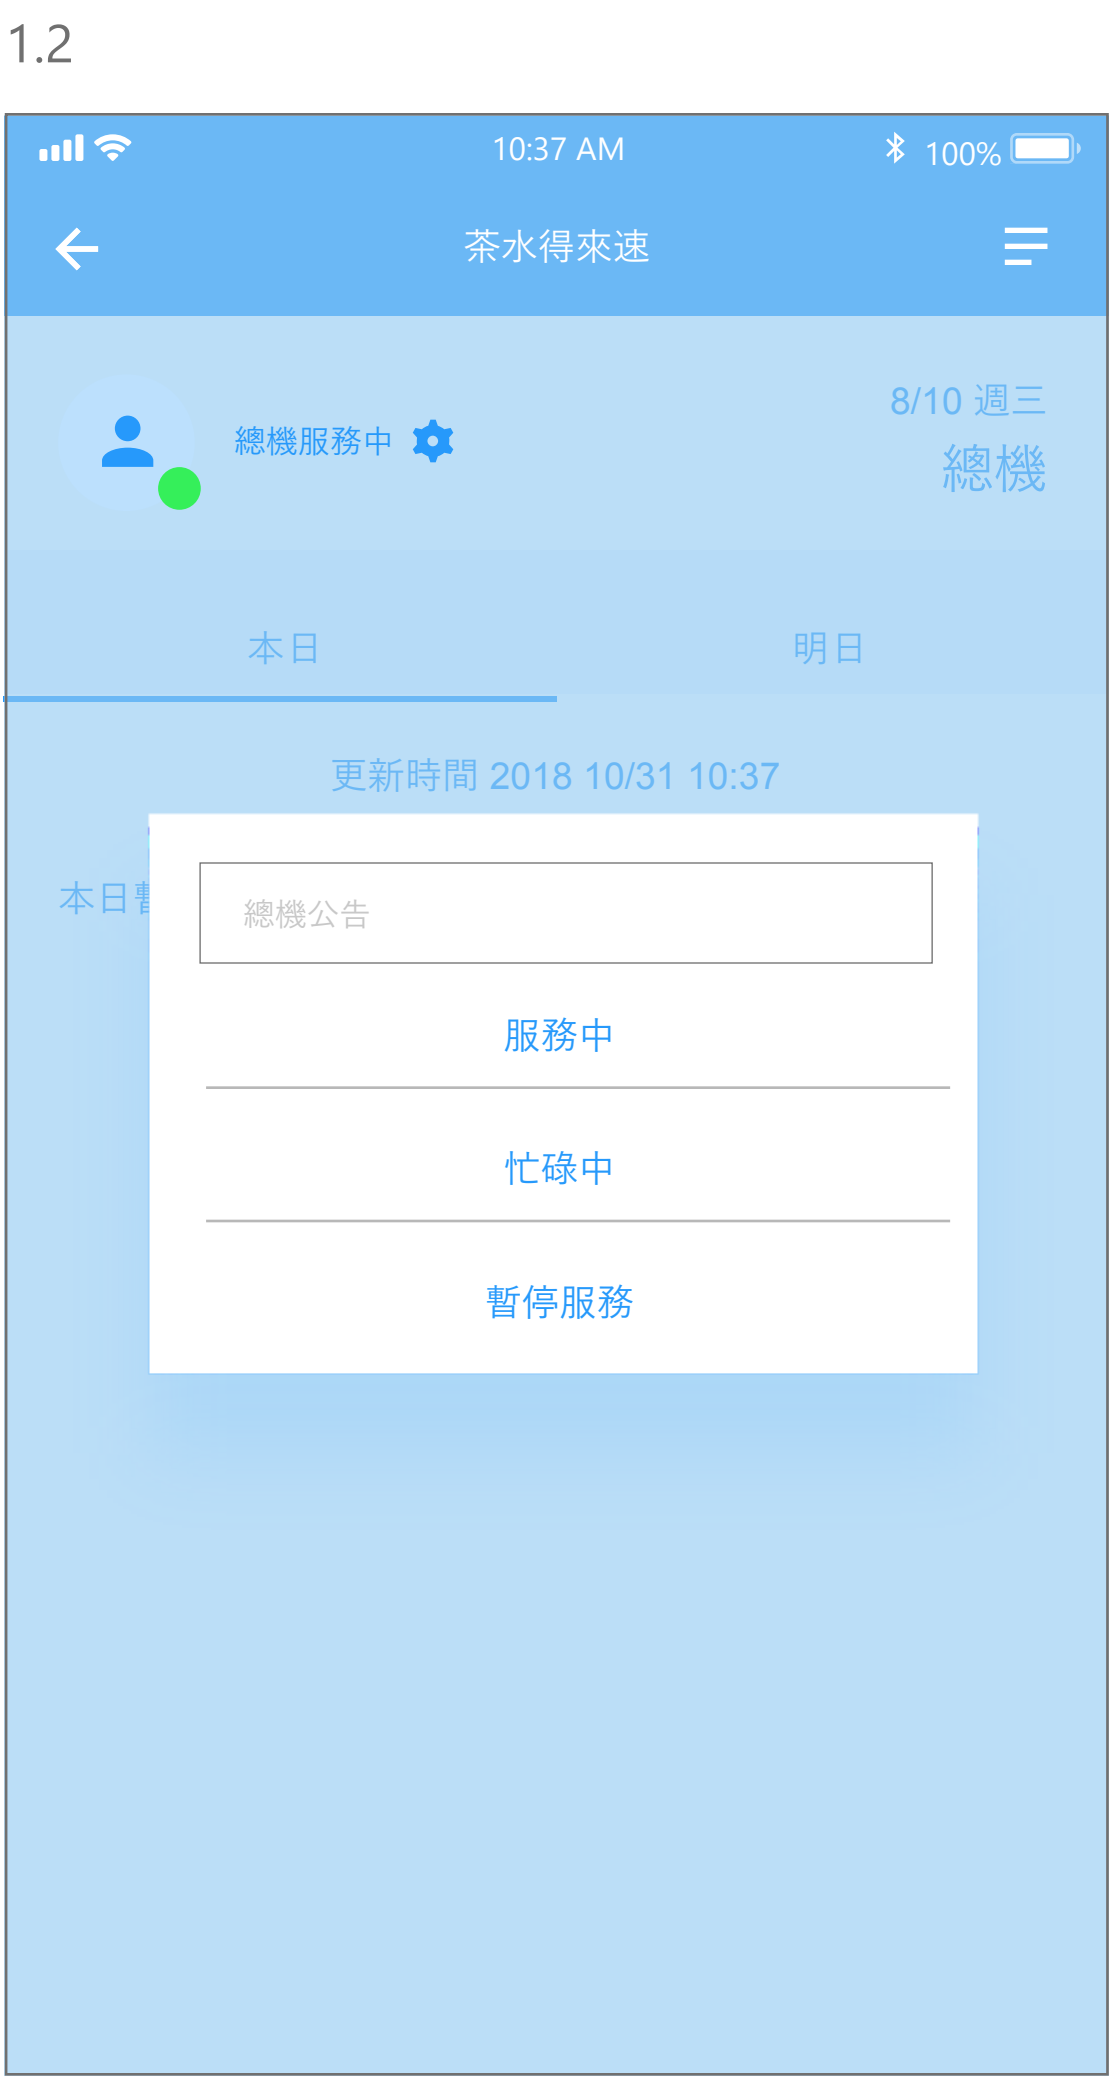 1.2
10:37 AM
100%
茶水得來速
8/10 週三
總機服務中
總機
本日
明日
更新時間 2018 10/31 10:37
本日
總機公告
服務中
忙碌中
暫停服務